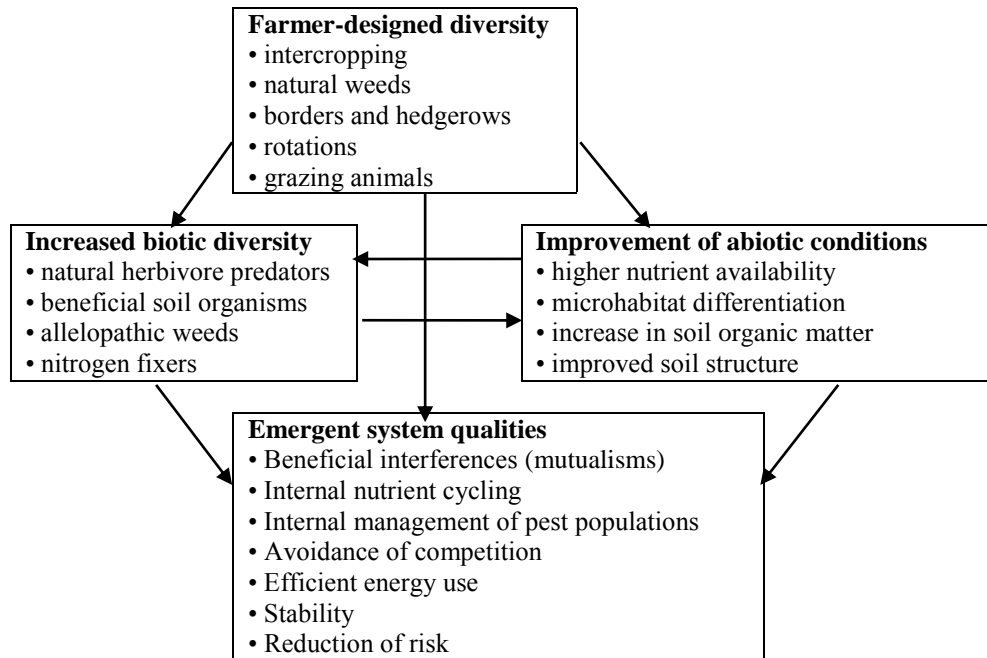 Farmer-designed diversity
• intercropping
• natural weeds
• borders and hedgerows
• rotations
• grazing animals
Increased biotic diversity
• natural herbivore predators
• beneficial soil organisms
• allelopathic weeds
• nitrogen fixers
Improvement of abiotic conditions
• higher nutrient availability
• microhabitat differentiation
• increase in soil organic matter
• improved soil structure
Emergent system qualities
• Beneficial interferences (mutualisms)
• Internal nutrient cycling
• Internal management of pest populations
• Avoidance of competition
• Efficient energy use
• Stability
• Reduction of risk